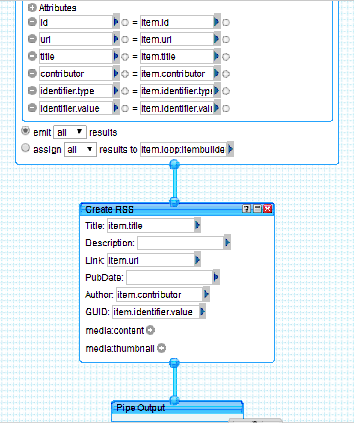 Attributes
id = item.id
url = item.url
title = item.title
contributor = item.contributor
identifier.type = item.identifier.type
identifier.value = item.identifier.valu
emit all results
assign all results to item.loop:itembuilde
Create RSS ?
Title: item.title
Description:
Link: item.url
PubDate:
Author: item.contributor
GUID: item.identifier.value
media:content
media:thumbnail
Pipe Output